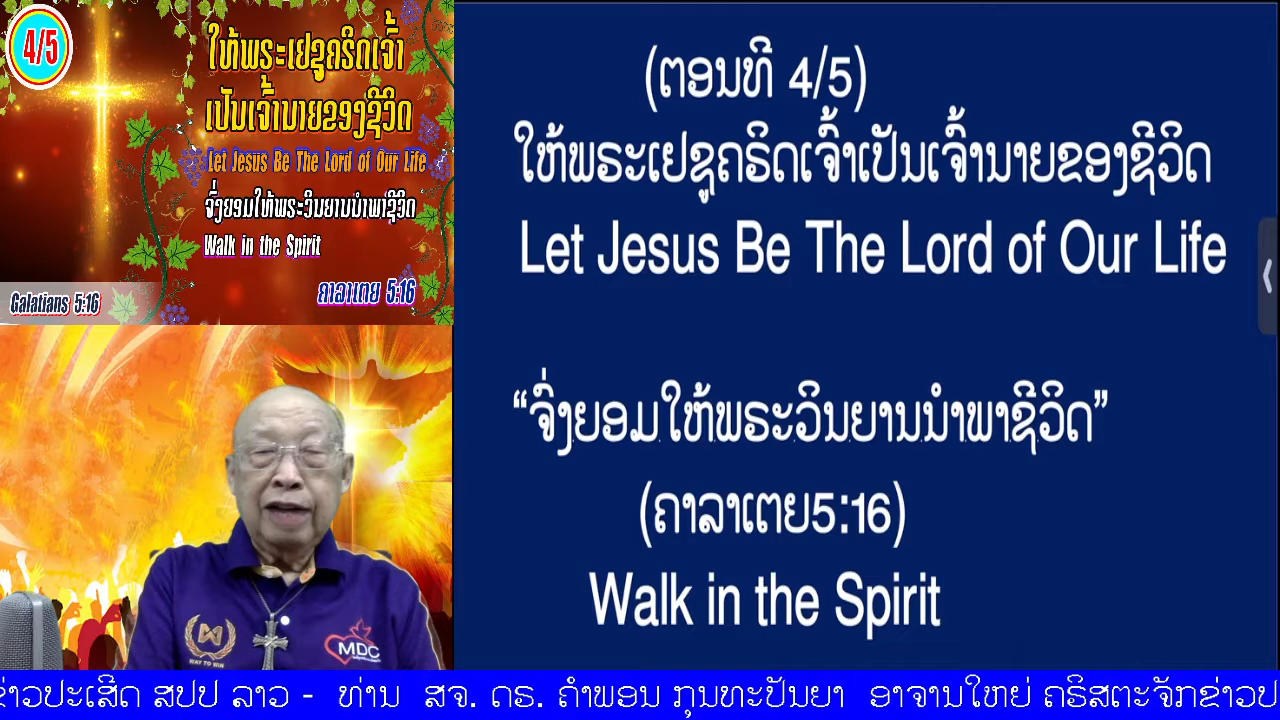 4/5
ໃຫ້ພຣະເຢຊູຄຣິດເຈົ້າ
ເປັນເຈົ້ານາຍຂອງຊີວິດ
Let Jesus Be The Lord of Our Life
ຈົ່ງຍອມໃຫ້ພຣະວິນຍານນຳພາຊີວິດ
Walk in the Spirit
ຄາລາເຕຍ 5:16
Galatians 5:16
(ຕອນທີ 4/5)
ໃຫ້ພຣະເຢຊູຄຣິດເຈົ້າເປັນເຈົ້ານາຍຂອງຊີວິດ
Let Jesus Be The Lord of Our Life
“ຈົ່ງຍອມໃຫ້ພຣະວິນຍານນຳພາຊີວິດ”
(ຄາລາເຕຍ5:16)
Walk in the Spirit
WAY TO WIN
MDC
ຂ່າວປະເສີດ ສປປ ລາວ - ທ່ານ ສຈ. ດຣ. ຄຳພອນ ກຸນທະປັນຍາ ອາຈານໃຫຍ່ ຄຣິສຕະຈັກຂ່າວປ